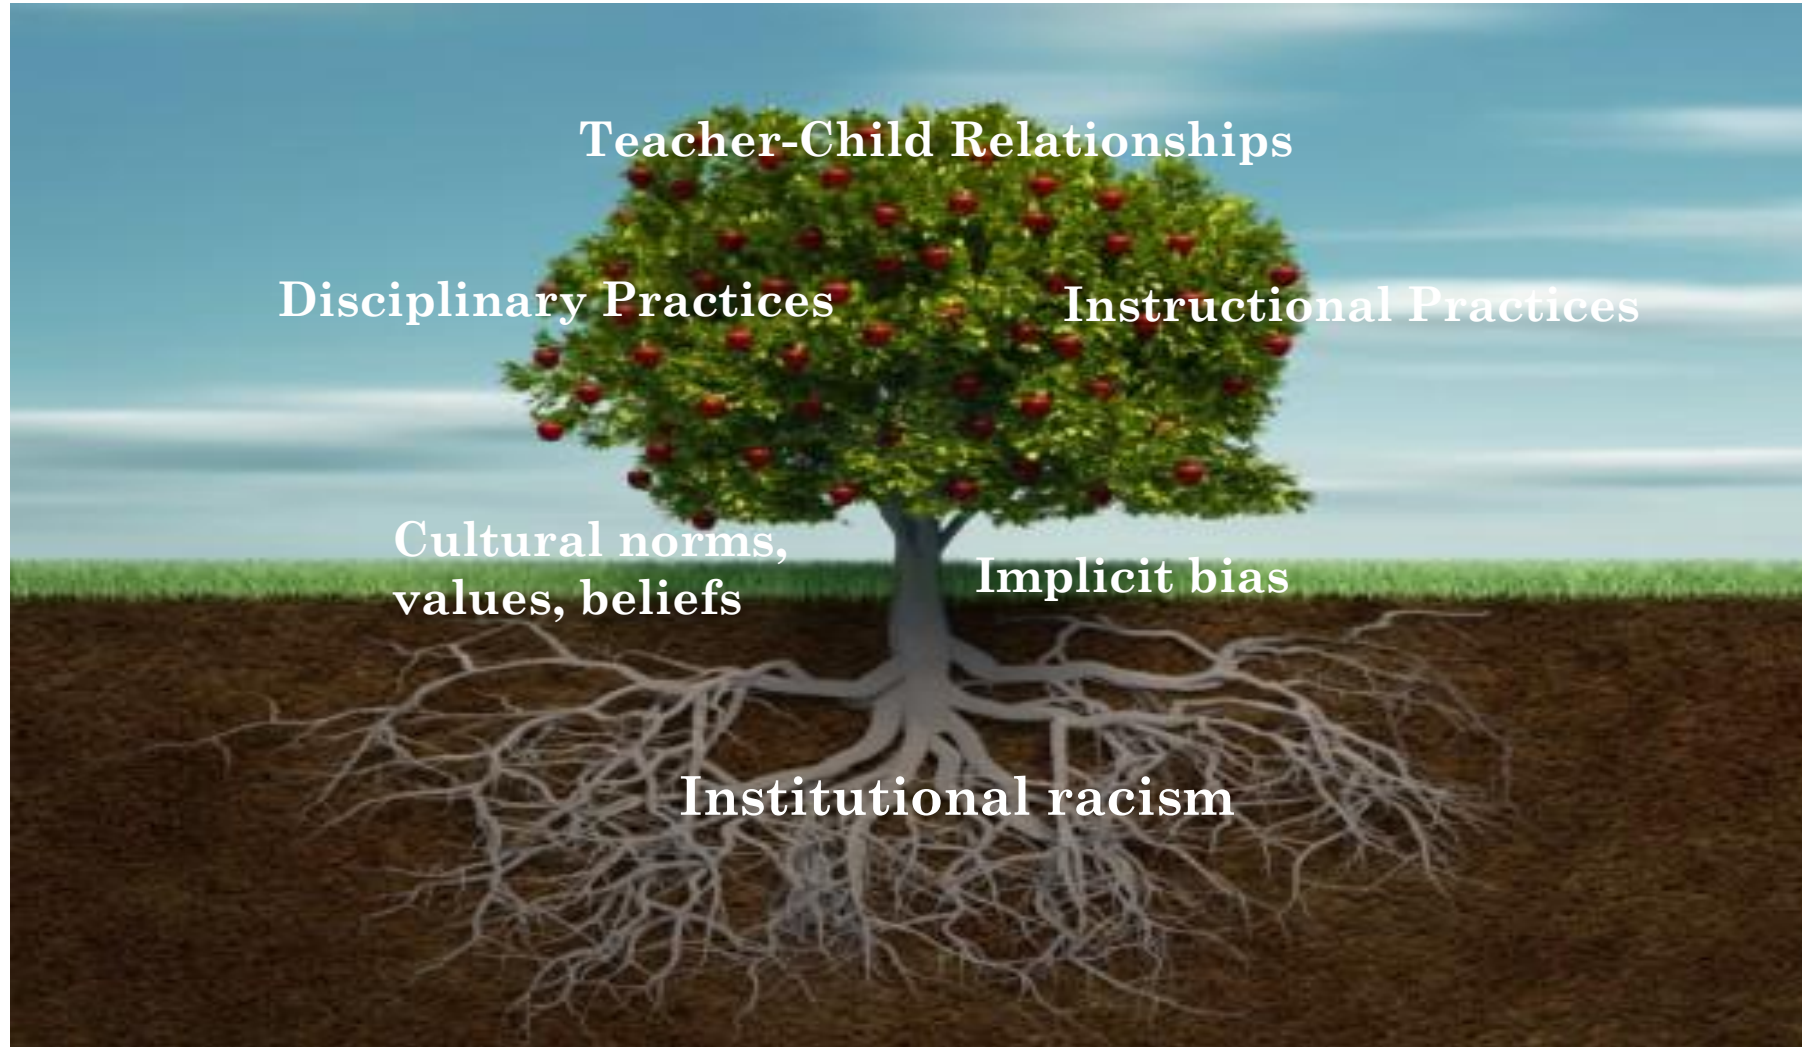 Teacher-Child Relationships
Disciplinary Practices
Instructional Practices
Cultural norms,
values, beliefs
Implicit bias
Institutional racism